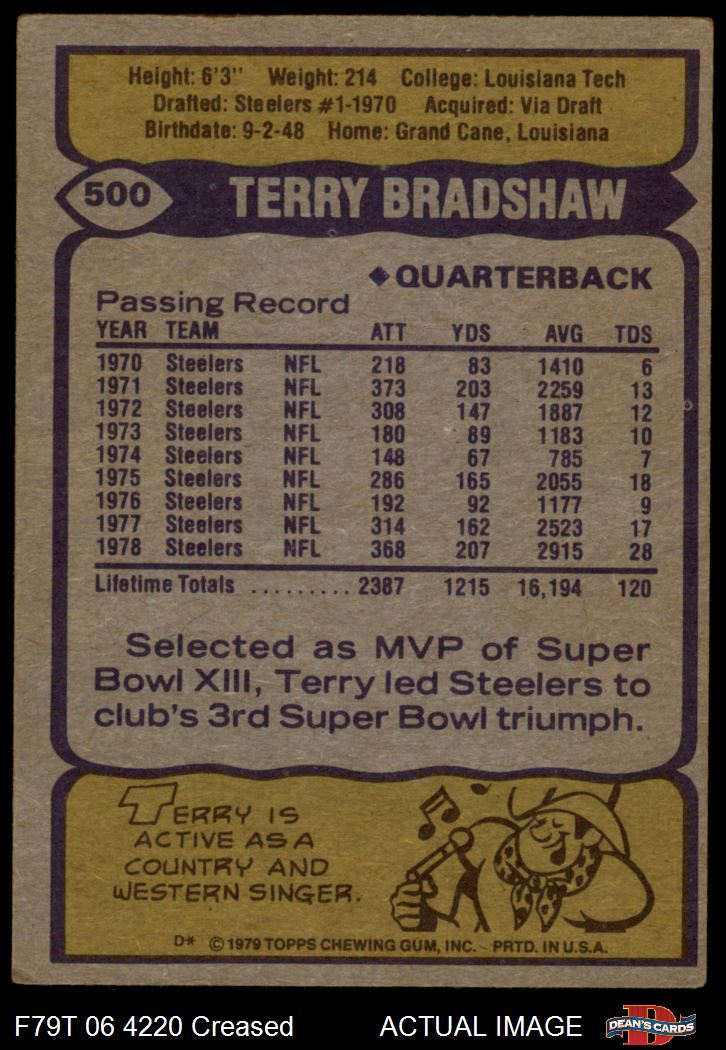 Height: 6'3" Weight: 214 College: Louisiana Tech
Drafted: Steelers #1-1970 Acquired: Via Draft
Birthdate: 9-2-48 Home: Grand Cane, Louisiana
500 TERRY BRADSHAW
◆ QUARTERBACK
Passing Record
YEAR TEAM ATT YDS AVG TDS
1970 Steelers NFL 218 83 1410 6
1971 Steelers NFL 373 203 2259 13
1972 Steelers NFL 308 147 1887 12
1973 Steelers NFL 180 89 1183 10
1974 Steelers NFL 148 67 785 7
1975 Steelers NFL 286 165 2055 18
1976 Steelers NFL 192 92 1177 9
1977 Steelers NFL 314 162 2523 17
1978 Steelers NFL 368 207 2915 28
Lifetime Totals ......... 2387 1215 16,194 120
Selected as MVP of Super
Bowl XIII, Terry led Steelers to
club's 3rd Super Bowl triumph.
TERRY IS
ACTIVE AS A
COUNTRY AND
WESTERN SINGER.
D* © 1979 TOPPS CHEWING GUM, INC. PRTD. IN U.S.A.
F79T 06 4220 Creased ACTUAL IMAGE D DEAN'S CARDS